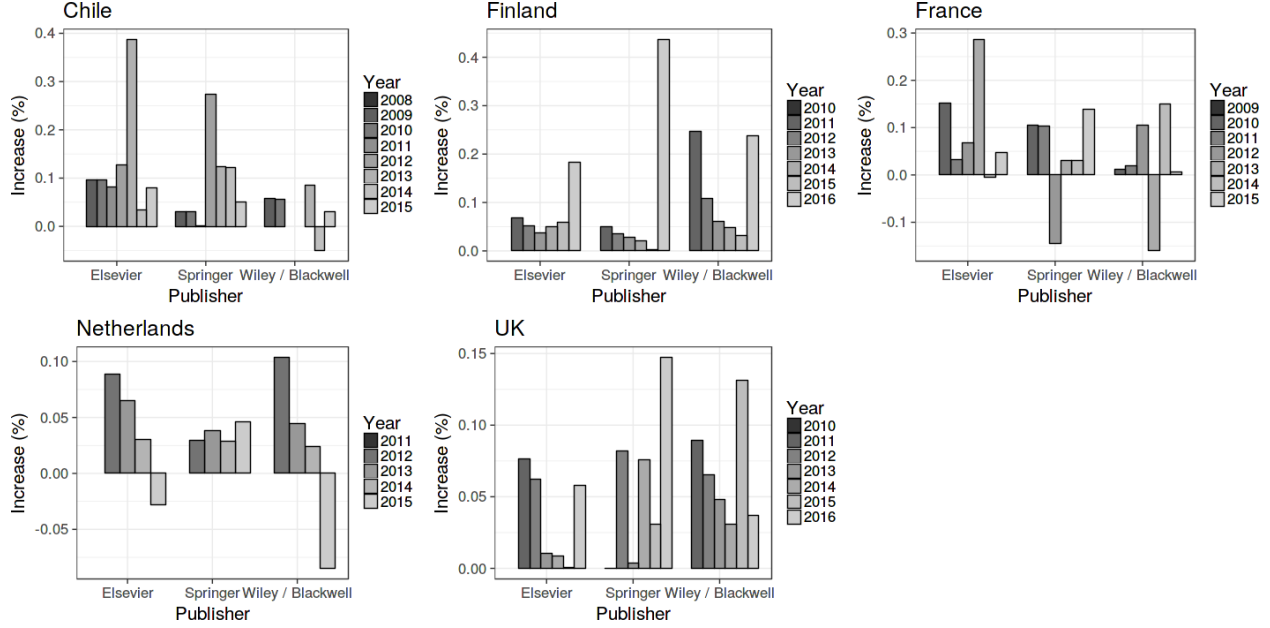 Chile
Increase (%)
0.4
0.3
0.2
0.1
0.0
Elsevier
Springer
Wiley / Blackwell
Publisher
Year
2008
2009
2010
2011
2012
2013
2014
2015
Finland
Increase (%)
0.4
0.3
0.2
0.1
0.0
Elsevier
Springer
Wiley / Blackwell
Publisher
Year
2010
2011
2012
2013
2014
2015
2016
France
Increase (%)
0.3
0.2
0.1
0.0
-0.1
Elsevier
Springer
Wiley / Blackwell
Publisher
Year
2009
2010
2011
2012
2013
2014
2015
Netherlands
Increase (%)
0.10
0.05
0.00
-0.05
Elsevier
Springer
Wiley / Blackwell
Publisher
Year
2011
2012
2013
2014
2015
UK
Increase (%)
0.15
0.10
0.05
0.00
Elsevier
Springer
Wiley / Blackwell
Publisher
Year
2010
2011
2012
2013
2014
2015
2016